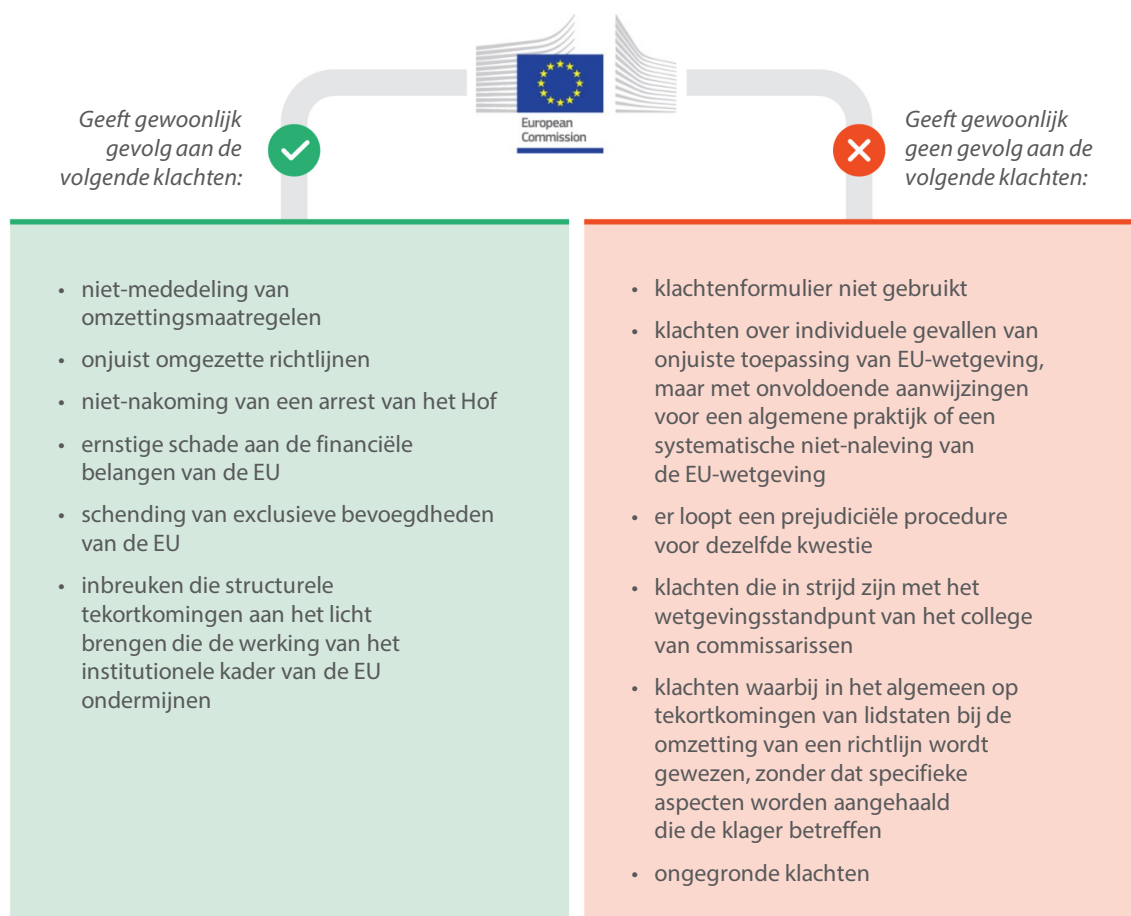 European
Commission
Geeft gewoonlijk
gevolg aan de
volgende klachten:
Geeft gewoonlijk
geen gevolg aan de
volgende klachten:
• niet-mededeling van
omzettingsmaatregelen
• onjuist omgezette richtlijnen
• niet-nakoming van een arrest van het Hof
• ernstige schade aan de financiële
belangen van de EU
• schending van exclusieve bevoegdheden
van de EU
• inbreuken die structurele
tekortkomingen aan het licht
brengen die de werking van het
institutionele kader van de EU
ondermijnen
• klachtenformulier niet gebruikt
• klachten over individuele gevallen van
onjuiste toepassing van EU-wetgeving,
maar met onvoldoende aanwijzingen
voor een algemene praktijk of een
systematische niet-naleving van
de EU-wetgeving
• er loopt een prejudiciële procedure
voor dezelfde kwestie
• klachten die in strijd zijn met het
wetgevingsstandpunt van het college
van commissarissen
• klachten waarbij in het algemeen op
tekortkomingen van lidstaten bij de
omzetting van een richtlijn wordt
gewezen, zonder dat specifieke
aspecten worden aangehaald
die de klager betreffen
• ongegronde klachten